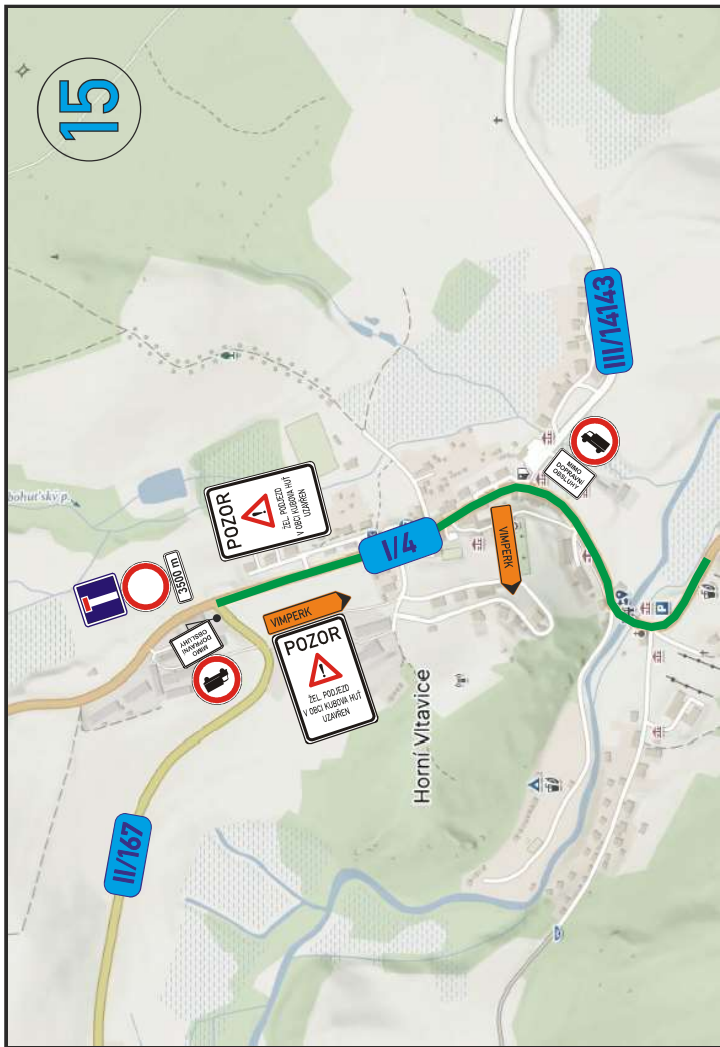 15
bohutský p.
POZOR
ŽEL. PODJEZD
V OBCI KUBOVA HUŤ
UZAVŘEN
3500 m
MIMO
DOPRAVNÍ
OBSLUHY
VIMPERK
POZOR
ŽEL. PODJEZD
V OBCI KUBOVA HUŤ
UZAVŘEN
I/4
VIMPERK
MIMO
DOPRAVNÍ
OBSLUHY
III/14143
II/167
Horní Vltavice
P